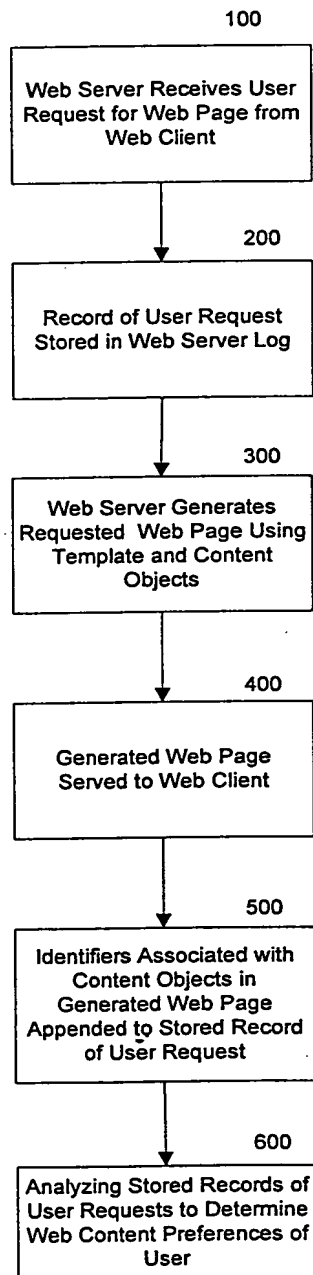 100
Web Server Receives User
Request for Web Page from
Web Client
200
Record of User Request
Stored in Web Server Log
300
Web Server Generates
Requested Web Page Using
Template and Content
Objects
400
Generated Web Page
Served to Web Client
500
Identifiers Associated with
Content Objects in
Generated Web Page
Appended to Stored Record
of User Request
600
Analyzing Stored Records of
User Requests to Determine
Web Content Preferences of
User